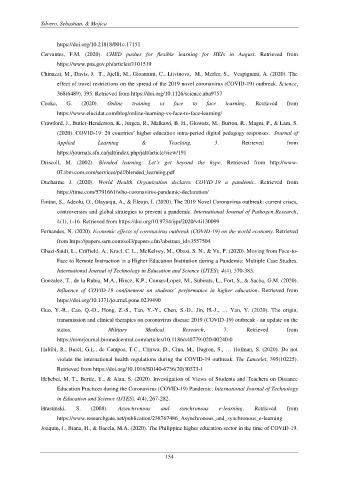 Silvero, Sebastian, & Mojica
https://doi.org/10.21818/001c.17151
Cervantes, F.M. (2020). CHED pushes for flexible learning for HEIs in August. Retrieved from
https://www.pna.gov.ph/articles/1101519
Chinazzi, M., Davis, J. T., Ajelli, M., Gioannini, C., Litvinova, M., Merler, S., Vespignani, A. (2020). The
effect of travel restrictions on the spread of the 2019 novel coronavirus (COVID-19) outbreak. Science,
368(6489), 395. Retrieved from https://doi.org/10.1126/science.aba9757
Cooke, G. (2020). Online training vs face to face learning. Retrieved from
https://www.elucidat.com/blog/online-learning-vs-face-to-face-learning/
Crawford, J., Butler-Henderson, K., Jurgen, R., Malkawi, B. H., Glowatz, M., Burton, R., Magni, P., & Lam, S.
(2020). COVID-19: 20 countries' higher education intra-period digital pedagogy responses. Journal of
Applied Learning & Teaching, 3. Retrieved from
https://journals.sfu.ca/jalt/index.php/jalt/article/view/191
Driscoll, M. (2002). Blended learning: Let's get beyond the hype. Retrieved from http://www-
07.ibm.com/services/pdf/blended_learning.pdf
Ducharme, J. (2020). World Health Organization declares COVID-19 a pandemic. Retrieved from
https://time.com/5791661/who-coronavirus-pandemic-declaration/
Eorian, S., Adeolu, O., Olayanju, A., & Eleojo, I. (2020). The 2019 Novel Coronavirus outbreak: current crises,
controversies and global strategies to prevent a pandemic. International Journal of Pathogen Research,
4(1), 1-16. Retrieved from https://doi.org/10.9734/ijpr/2020/v4i130099
Fernandes, N. (2020). Economic effects of coronavirus outbreak (COVID-19) on the world economy. Retrieved
from https://papers.ssrn.com/sol3/papers.cfm?abstract_id=3557504
Ghazi-Saidi, L., Criffield, A., Kracl, C. L., McKelvey, M., Obasi, S. N., & Vu, P. (2020). Moving from Face-to-
Face to Remote Instruction in a Higher Education Institution during a Pandemic: Multiple Case Studies.
International Journal of Technology in Education and Science (IJTES), 4(4), 370-383.
Gonzalez, T., de la Rubia, M.A., Hincz, K.P., Comas-Lopez, M., Subirats, L., Fort, S., & Sacha, G.M. (2020).
Influence of COVID-19 confinement on students' performance in higher education. Retrieved from
https://doi.org/10.1371/journal.pone.0239490
Guo, Y.-R., Cao, Q.-D., Hong, Z.-S., Tan, Y.-Y., Chen, S.-D., Jin, H.-J., … Yan, Y. (2020). The origin,
transmission and clinical therapies on coronavirus disease 2019 (COVID-19) outbreak - an update on the
status. Military Medical Research, 7. Retrieved from
https://mmrjournal.biomedcentral.com/articles/10.1186/s40779-020-00240-0
Habibi, R., Burci, G.L., de Campos, T.C., Chirwa, D., Cinà, M., Dagron, S., … Hoffman, S. (2020). Do not
violate the international health regulations during the COVID-19 outbreak. The Lancelet, 395(10225).
Retrieved from https://doi.org/10.1016/S0140-6736(20)30373-1
Hebebci, M. T., Bertiz, Y., & Alan, S. (2020). Investigation of Views of Students and Teachers on Distance
Education Practices during the Coronavirus (COVID-19) Pandemic. International Journal of Technology
in Education and Science (IJTES), 4(4), 267-282.
Hrastinski, S. (2008). Asynchronous and synchronous e-learning. Retrieved from
https://www.researchgate.net/publication/238767486_Asynchronous_and_synchronous_e-learning
Joaquin, J., Biana, H., & Dacela, M.A. (2020). The Philippine higher education sector in the time of COVID-19.
154